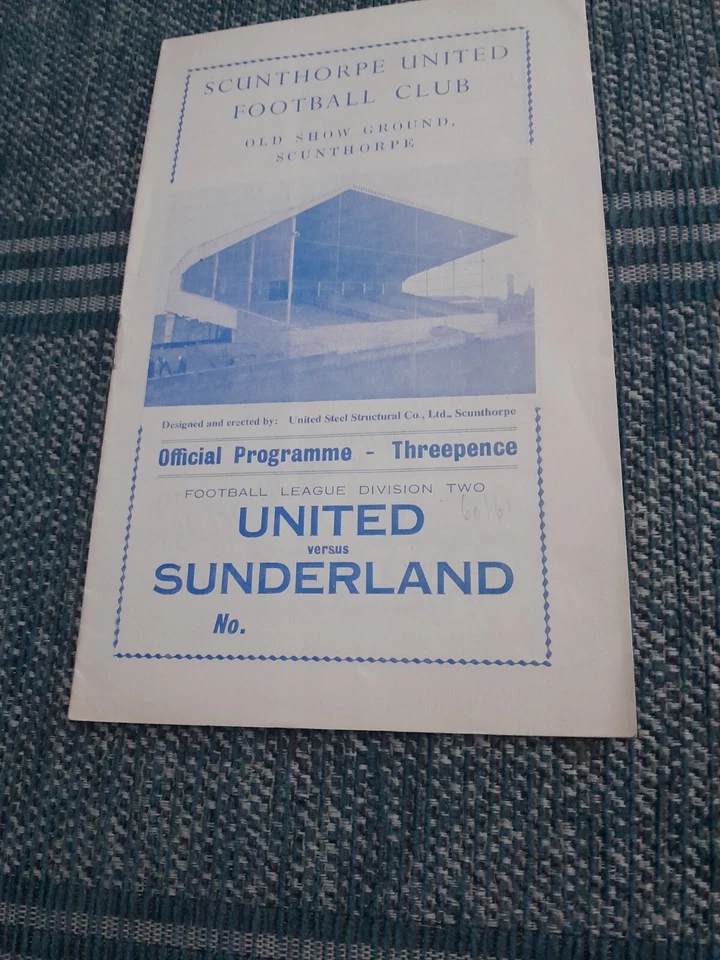 SCUNTHORPE UNITED
FOOTBALL CLUB
OLD SHOW GROUND,
SCUNTHORPE
Designed and erected by: United Steel Structural Co., Ltd., Scunthorpe
Official Programme - Threepence
FOOTBALL LEAGUE DIVISION TWO
UNITED
versus
SUNDERLAND
No.